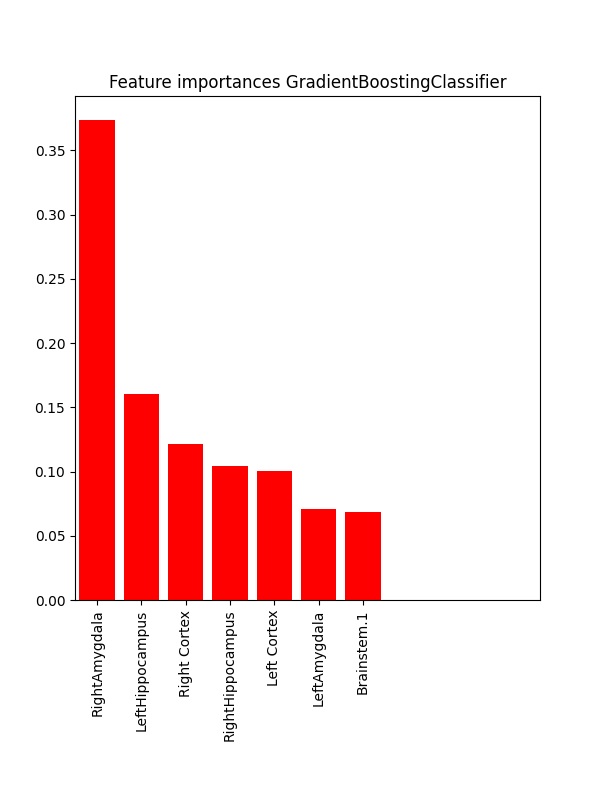 Feature importances GradientBoostingClassifier
0.35
0.30
0.25
0.20
0.15
0.10
0.05
0.00
RightAmygdala
LeftHippocampus
Right Cortex
RightHippocampus
Left Cortex
LeftAmygdala
Brainstem.1